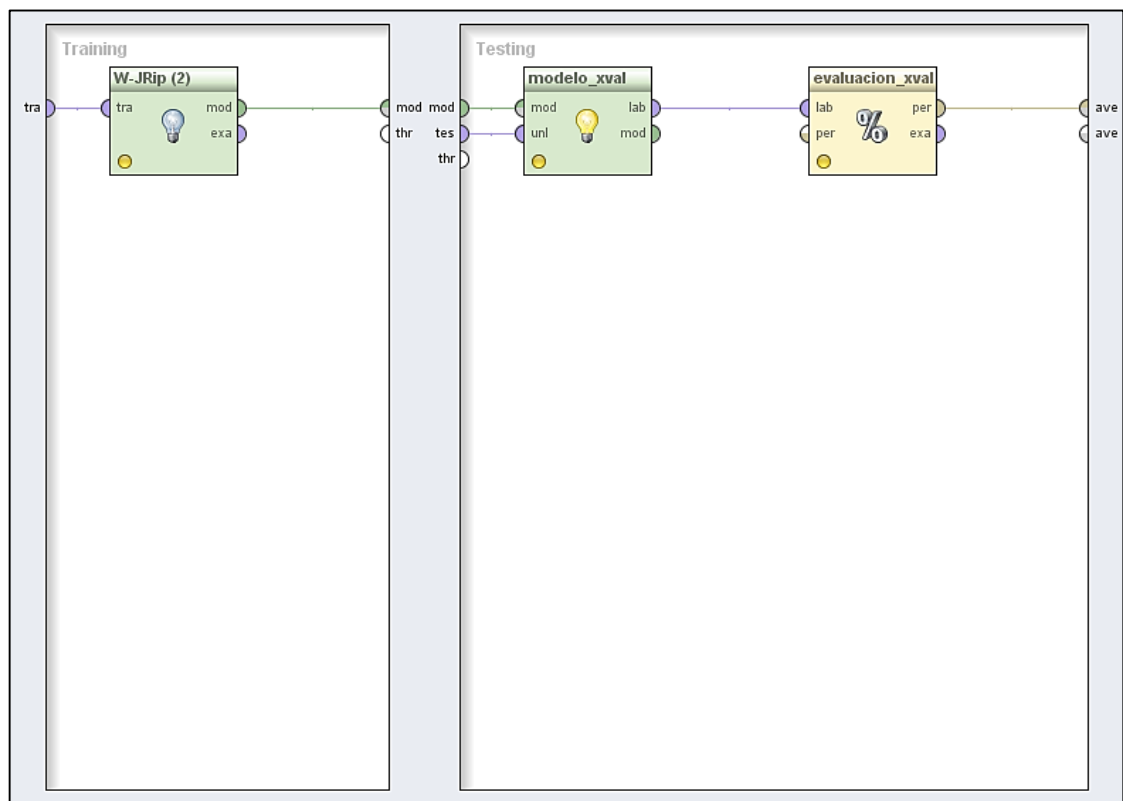 Training
Testing
W-JRip (2)
modelo_xval
evaluacion_xval
tra
tra
mod
mod
mod
mod
lab
lab
per
ave
exa
thr
tes
unl
mod
per
exa
ave
thr